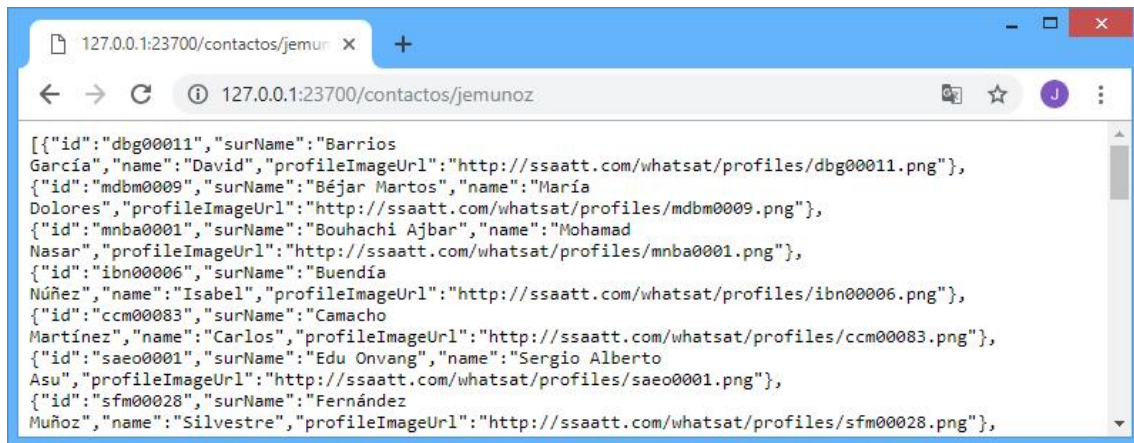 127.0.0.1:23700/contactos/jemun
127.0.0.1:23700/contactos/jemunoz
J
[{"id":"dbg00011","surName":"Barrios
García","name":"David","profileImageUrl":"http://ssaatt.com/whatsat/profiles/dbg00011.png"},
{"id":"mdbm0009","surName":"Béjar Martos","name":"María
Dolores","profileImageUrl":"http://ssaatt.com/whatsat/profiles/mdbm0009.png"},
{"id":"mnba0001","surName":"Bouhachi Ajbar","name":"Mohamad
Nasar","profileImageUrl":"http://ssaatt.com/whatsat/profiles/mnba0001.png"},
{"id":"ibn00006","surName":"Buendía
Núñez","name":"Isabel","profileImageUrl":"http://ssaatt.com/whatsat/profiles/ibn00006.png"},
{"id":"ccm00083","surName":"Camacho
Martínez","name":"Carlos","profileImageUrl":"http://ssaatt.com/whatsat/profiles/ccm00083.png"},
{"id":"saeo0001","surName":"Edu Onvang","name":"Sergio Alberto
Asu","profileImageUrl":"http://ssaatt.com/whatsat/profiles/saeo0001.png"},
{"id":"sfm00028","surName":"Fernández
Muñoz","name":"Silvestre","profileImageUrl":"http://ssaatt.com/whatsat/profiles/sfm00028.png"},